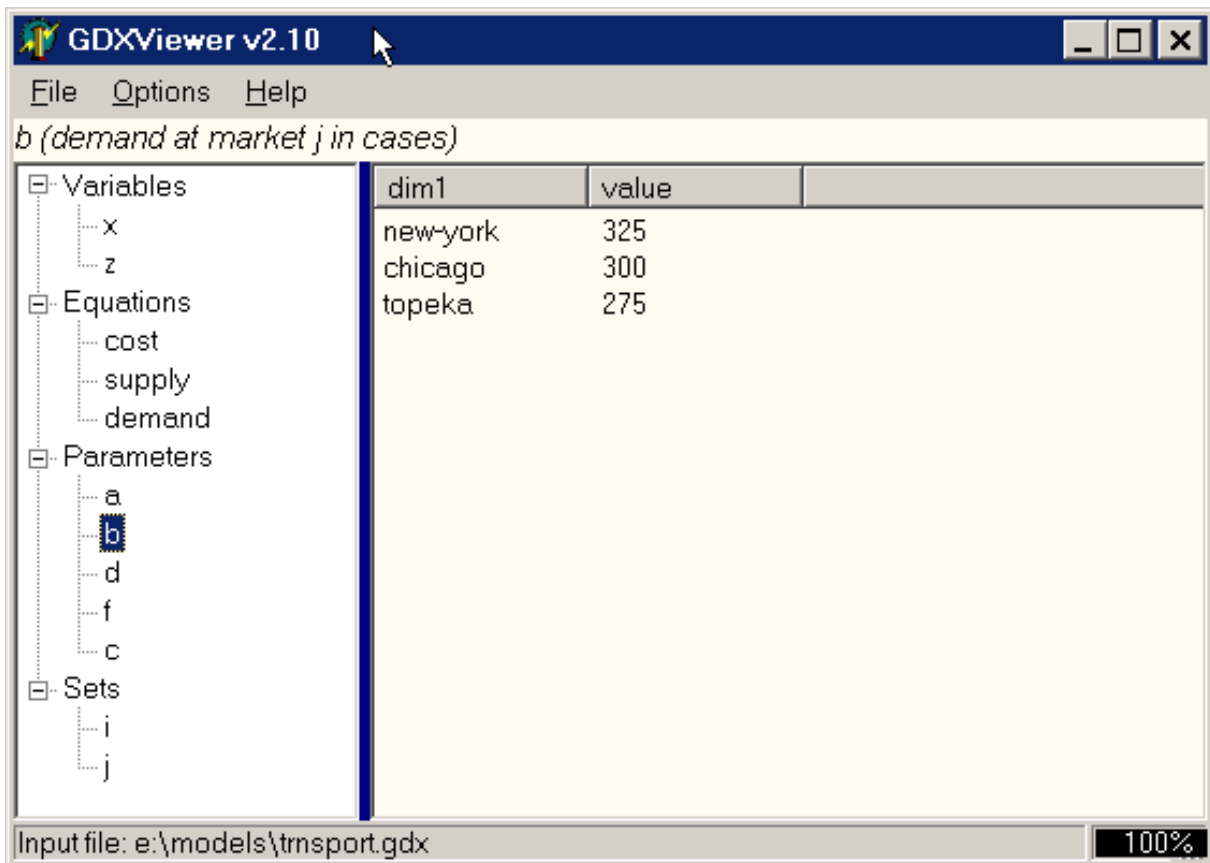 GDXViewer v2.10
File Options Help
b (demand at market j in cases)
Variables
x
z
Equations
cost
supply
demand
Parameters
a
b
d
f
c
Sets
i
j
dim1 value
new-york 325
chicago 300
topeka 275
Input file: e:\models\trnsport.gdx 100%